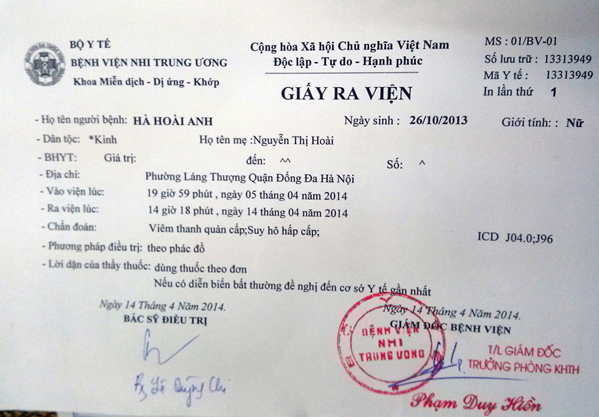 BỘ Y TẾ
BỆNH VIỆN NHI TRUNG ƯƠNG
Khoa Miễn dịch - Dị ứng - Khớp
Cộng hòa Xã hội Chủ nghĩa Việt Nam
Độc lập - Tự do - Hạnh phúc
MS : 01/BV-01
Số lưu trữ : 13313949
Mã Y tế : 13313949
In lần thứ 1
GIẤY RA VIỆN
- Họ tên người bệnh: HÀ HOÀI ANH Ngày sinh : 26/10/2013 Giới tính: : Nữ
- Dân tộc: *Kinh Họ tên mẹ :Nguyễn Thị Hoài
- BHYT: Giá trị: đến: ^^ Số: ^
- Địa chỉ: Phường Láng Thượng Quận Đống Đa Hà Nội
- Vào viện lúc: 19 giờ 59 phút , ngày 05 tháng 04 năm 2014
- Ra viện lúc: 14 giờ 18 phút , ngày 14 tháng 04 năm 2014
- Chẩn đoán: Viêm thanh quản cấp;Suy hô hấp cấp;
ICD J04.0;J96
- Phương pháp điều trị: theo phác đồ
- Lời dặn của thầy thuốc: dùng thuốc theo đơn
Nếu có diễn biến bất thường đề nghị đến cơ sở Y tế gần nhất
Ngày 14 Tháng 4 Năm 2014.
BÁC SỸ ĐIỀU TRỊ
Ngày 14 Tháng 4 Năm 2014.
GIÁM ĐỐC BỆNH VIỆN
BỆNH VIỆN
NHI
TRUNG ƯƠNG
T/L GIÁM ĐỐC
TRƯỞNG PHÒNG KHTH
Phạm Duy Hiền